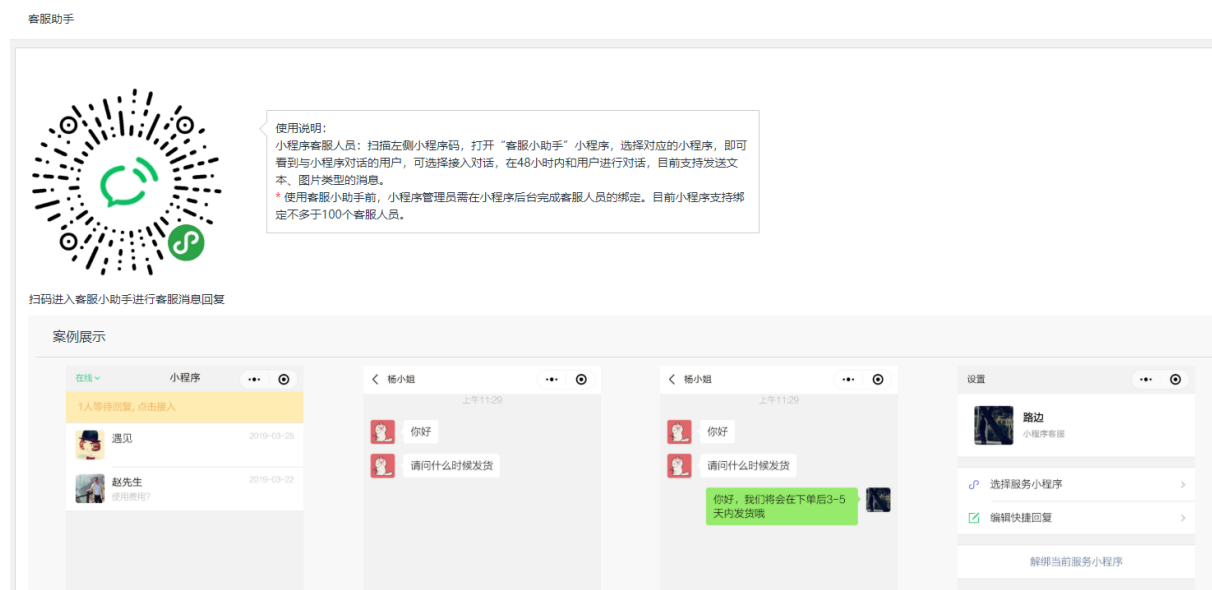 客服助手
使用说明：
小程序客服人员：扫描左侧小程序码，打开“客服小助手”小程序，选择对应的小程序，即可
看到与小程序对话的用户，可选择接入对话，在48小时内和用户进行对话，目前支持发送文
本、图片类型的消息。
* 使用客服小助手前，小程序管理员需在小程序后台完成客服人员的绑定。目前小程序支持绑
定不多于100个客服人员。
扫码进入客服小助手进行客服消息回复
案例展示
在线
小程序
1人等待回复, 点击接入
遇见
2019-03-25
赵先生
2019-03-22
使用费用?
杨小姐
上午11:29
你好
请问什么时候发货
杨小姐
上午11:29
你好
请问什么时候发货
你好，我们将会在下单后3-5
天内发货哦
设置
路边
小程序客服
选择服务小程序
编辑快捷回复
解绑当前服务小程序